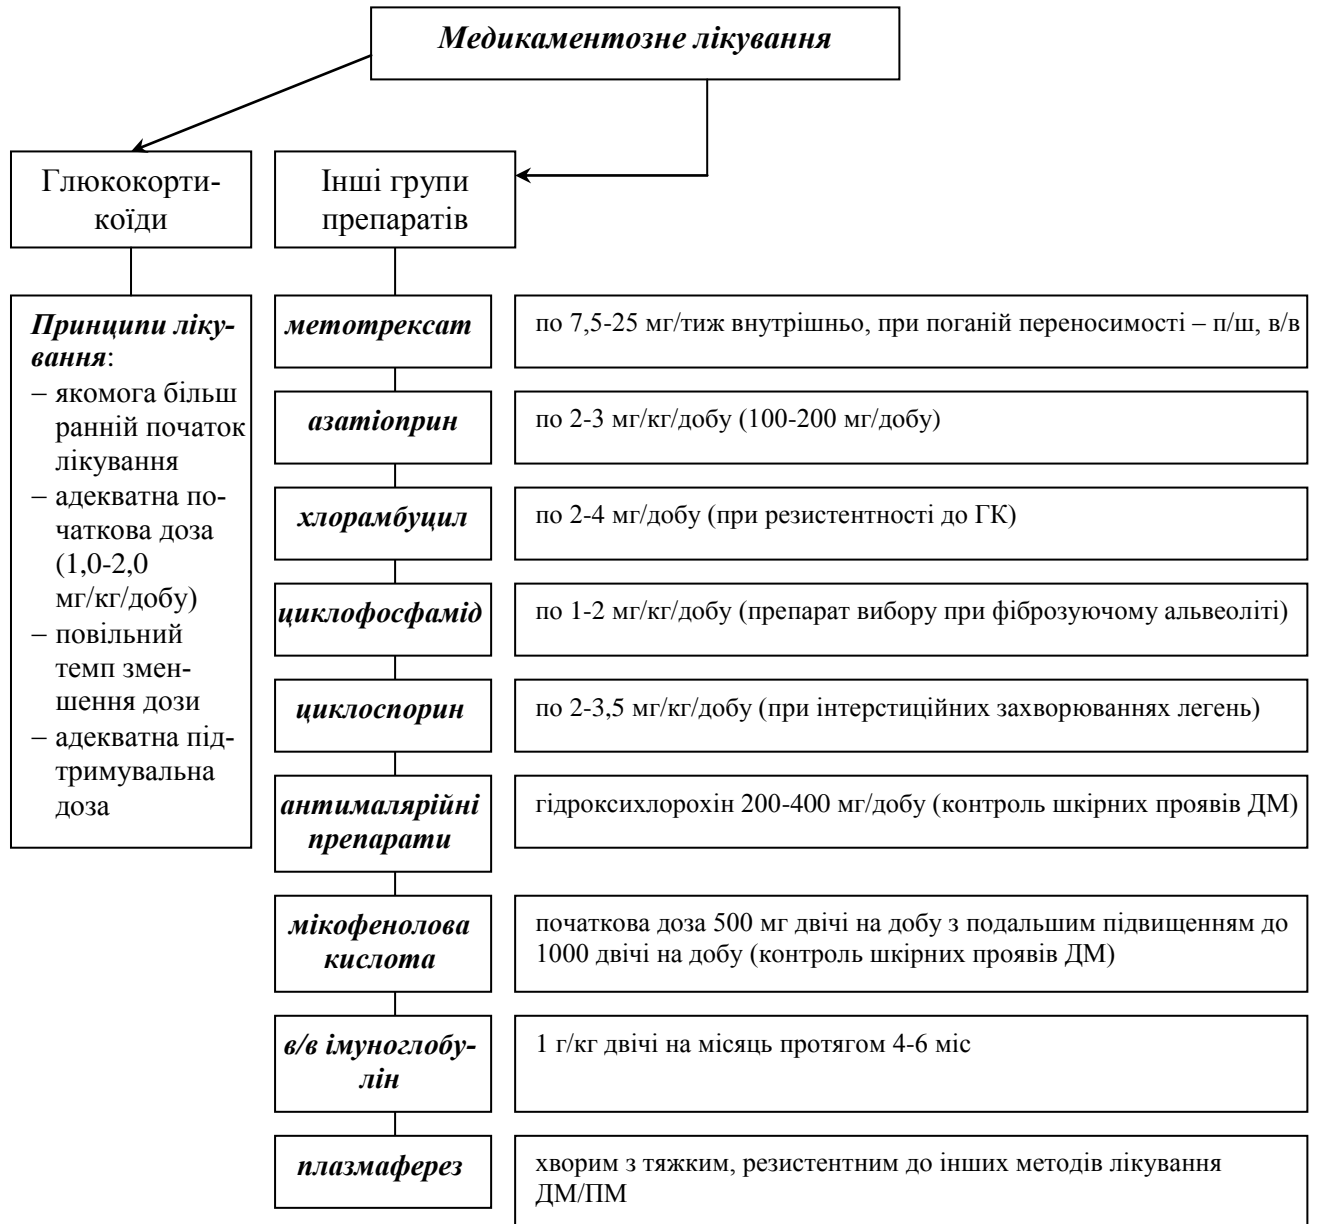 Медикаментозне лікування
Глюкокорти-
коїди
Інші групи
препаратів
Принципи ліку-
вання:
– якомога більш
ранній початок
лікування
– адекватна по-
чаткова доза
(1,0-2,0
мг/кг/добу)
– повільний
темп змен-
шення дози
– адекватна під-
тримувальна
доза
метотрексат
по 7,5-25 мг/тиж внутрішньо, при поганій переносимості – п/ш, в/в
азатіоприн
по 2-3 мг/кг/добу (100-200 мг/добу)
хлорамбуцил
по 2-4 мг/добу (при резистентності до ГК)
циклофосфамід
по 1-2 мг/кг/добу (препарат вибору при фіброзуючому альвеоліті)
циклоспорин
по 2-3,5 мг/кг/добу (при інтерстиційних захворюваннях легень)
антималярійні
препарати
гідроксихлорохін 200-400 мг/добу (контроль шкірних проявів ДМ)
мікофенолова
кислота
початкова доза 500 мг двічі на добу з подальшим підвищенням до
1000 двічі на добу (контроль шкірних проявів ДМ)
в/в імуноглобу-
лін
1 г/кг двічі на місяць протягом 4-6 міс
плазмаферез
хворим з тяжким, резистентним до інших методів лікування
ДМ/ПМ